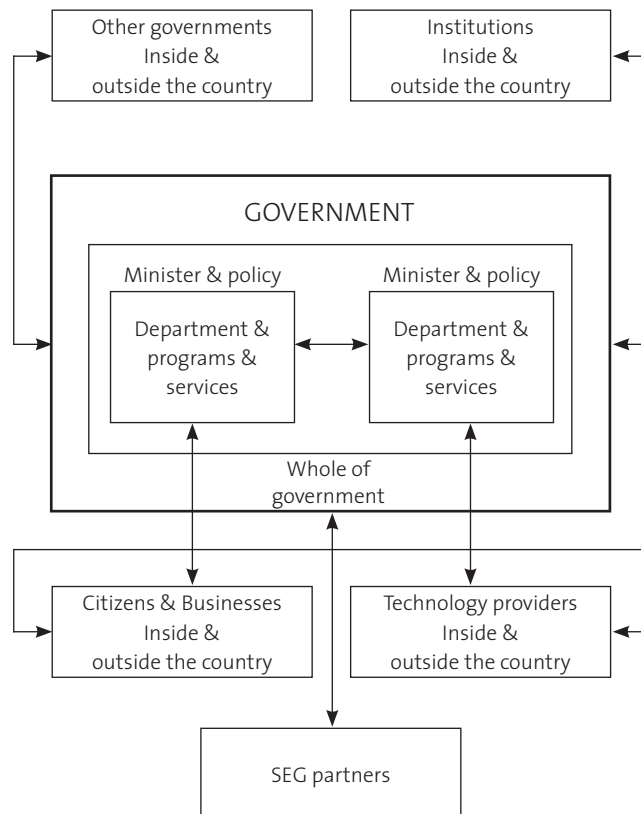 Other governments
Inside &
outside the country
Institutions
Inside &
outside the country
GOVERNMENT
Minister & policy
Minister & policy
Department &
programs &
services
Department &
programs &
services
Whole of
government
Citizens & Businesses
Inside &
outside the country
Technology providers
Inside &
outside the country
SEG partners